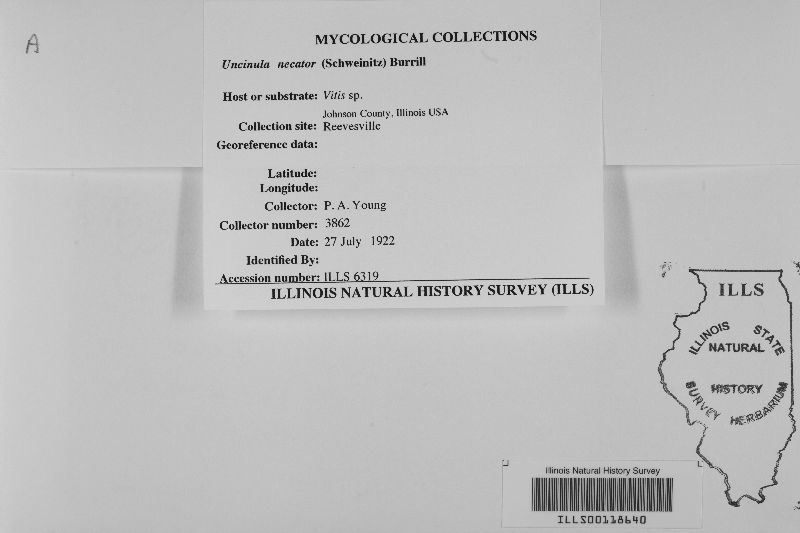 A
MYCOLOGICAL COLLECTIONS
Uncinula necator (Schweinitz) Burrill
Host or substrate: Vitis sp.
Johnson County, Illinois USA
Collection site: Reevesville
Georeference data:
Latitude:
Longitude:
Collector: P. A. Young
Collector number: 3862
Date: 27 July 1922
Identified By:
Accession number: ILLS 6319
ILLINOIS NATURAL HISTORY SURVEY (ILLS)
ILLS
ILLINOIS STATE
NATURAL
HISTORY
SURVEY HERBARIUM
Illinois Natural History Survey
ILLS00118640